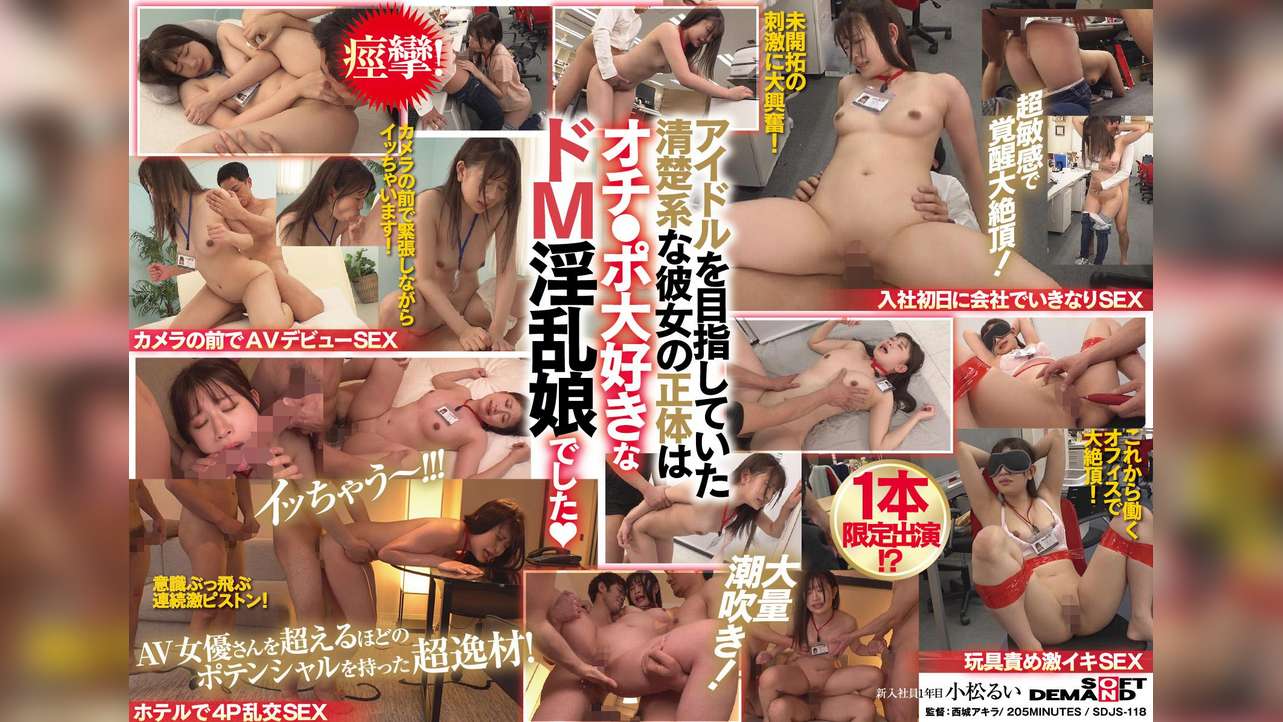 痙攣!
未開拓の
刺激に大興奮!
超敏感で
覚醒大絶頂!
カメラの前で緊張しながら
イッちゃいます!
カメラの前でAVデビューSEX
入社初日に会社でいきなりSEX
アイドルを目指していた
清楚系な彼女の正体は
オチ●ポ大好きな
ドM淫乱娘でした♥
イッちゃう〜!!!
意識ぶっ飛ぶ
連続激ピストン!
AV女優さんを超えるほどの
ポテンシャルを持った超逸材!
ホテルで4P乱交SEX
1本
限定出演
!?
大量
潮吹き!
これから働く
オフィスで
大絶頂!
玩具責め激イキSEX
新入社員1年目 小松るい
SOFT
ON
DEMAND
監督:西城アキラ/205MINUTES/SDJS-118